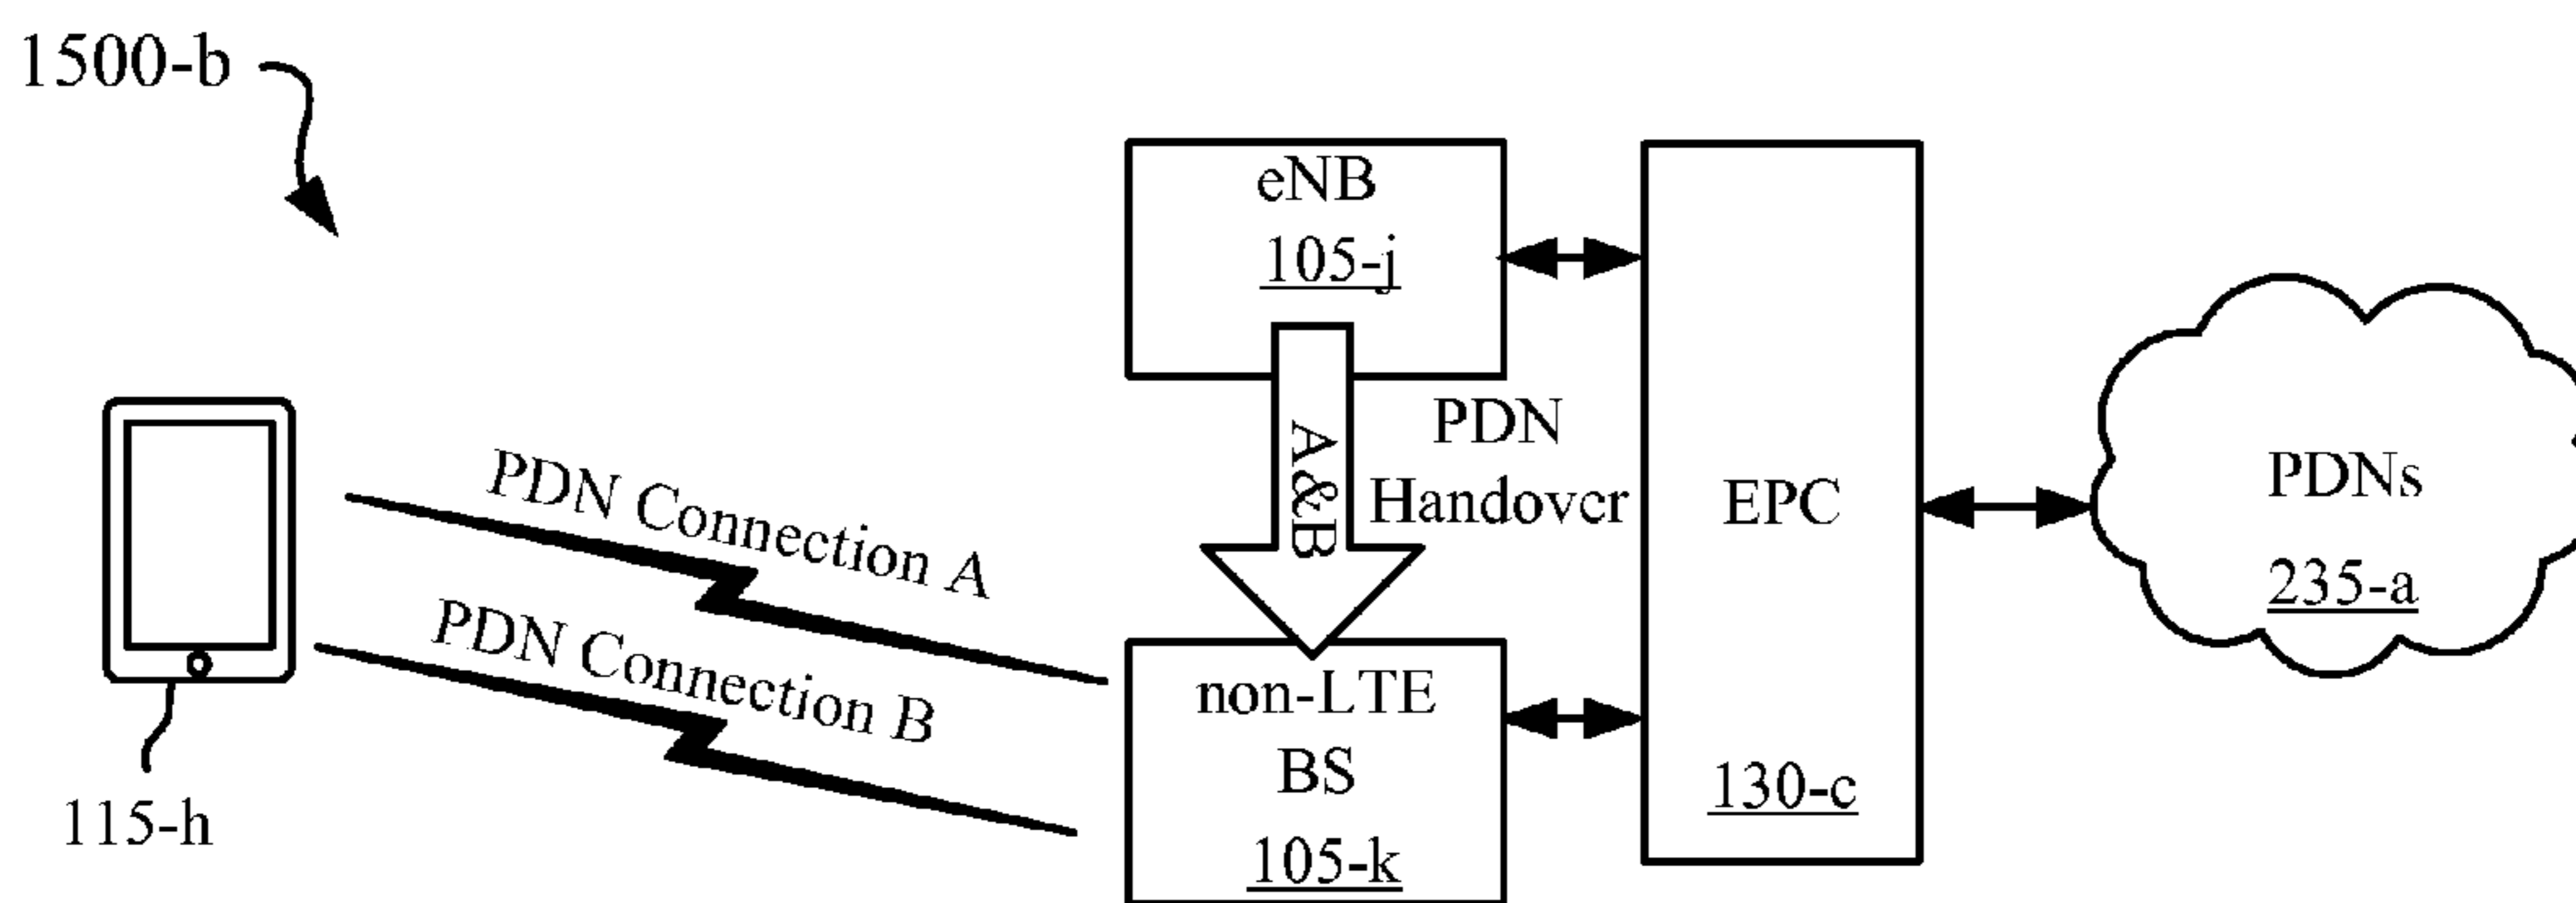 1500-b
eNB
105-j
PDN
Handover
A&B
PDN Connection A
PDN Connection B
115-h
non-LTE
BS
105-k
EPC
130-c
PDNs
235-a